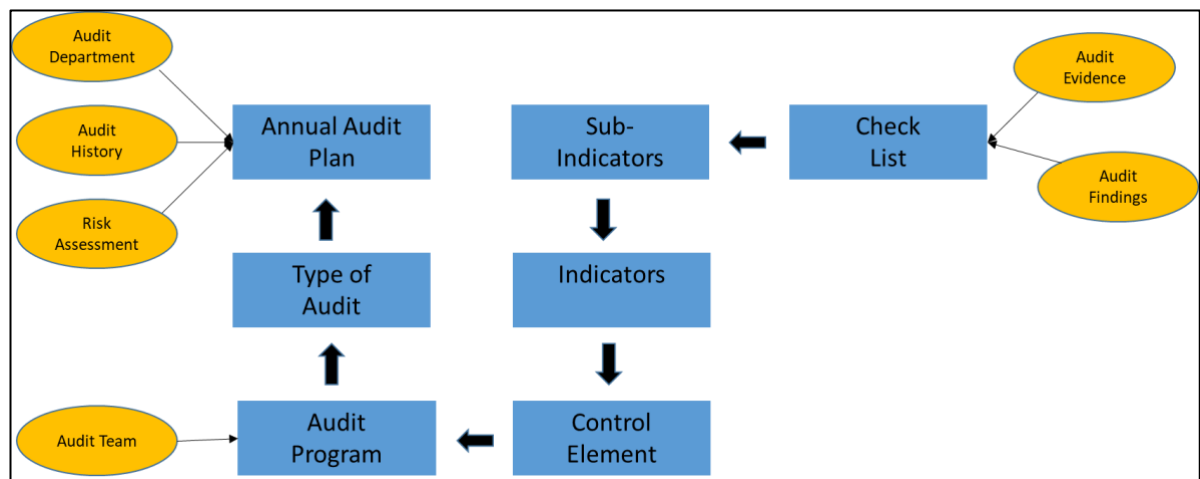 Audit
Department
Audit
History
Risk
Assessment
Annual Audit
Plan
Sub-
Indicators
Check
List
Audit
Evidence
Audit
Findings
Type of
Audit
Indicators
Audit Team
Audit
Program
Control
Element